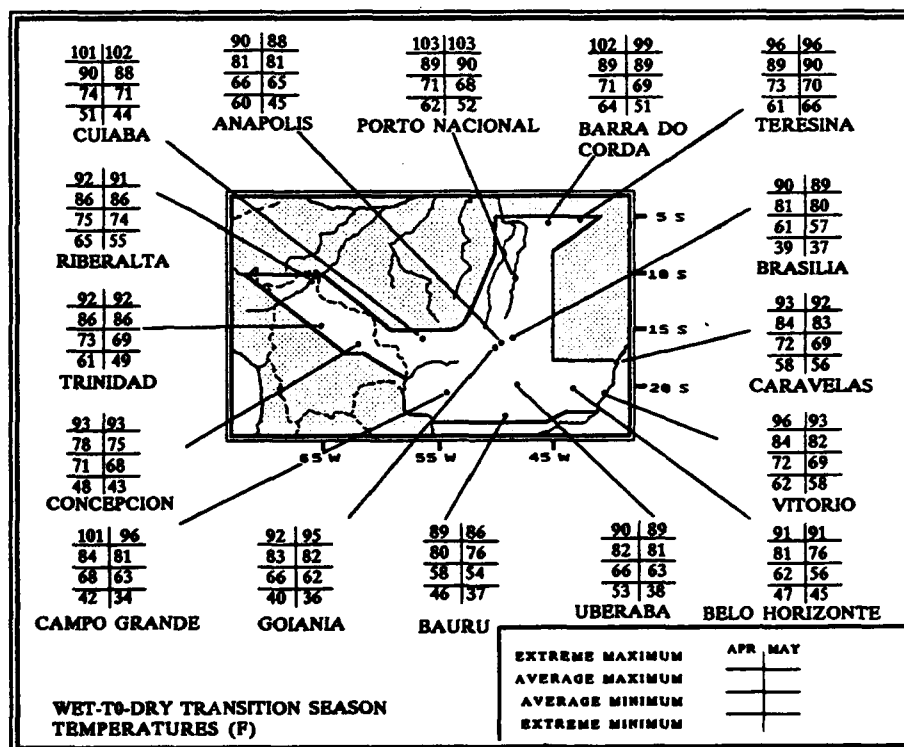 101 102
90 88
74 71
51 44
CUIABA
90 88
81 81
66 65
60 45
ANAPOLIS
103 103
89 90
71 68
62 52
PORTO NACIONAL
102 99
89 89
71 69
64 51
BARRA DO
CORDA
96 96
89 90
73 70
61 66
TERESINA
92 91
86 86
75 74
65 55
RIBERALTA
90 89
81 80
61 57
39 37
BRASILIA
92 92
86 86
73 69
61 49
TRINIDAD
93 92
84 83
72 69
58 56
CARAVELAS
93 93
78 75
71 68
48 43
CONCEPCION
96 93
84 82
72 69
62 58
VITORIO
5 S
10 S
15 S
20 S
65 W
55 W
45 W
101 96
84 81
68 63
42 34
CAMPO GRANDE
92 95
83 82
66 62
40 36
GOIANIA
89 86
80 76
58 54
46 37
BAURU
90 89
82 81
66 63
53 38
UBERABA
91 91
81 76
62 56
47 45
BELO HORIZONTE
WET-TO-DRY TRANSITION SEASON
TEMPERATURES (F)
APR MAY
EXTREME MAXIMUM
AVERAGE MAXIMUM
AVERAGE MINIMUM
EXTREME MINIMUM